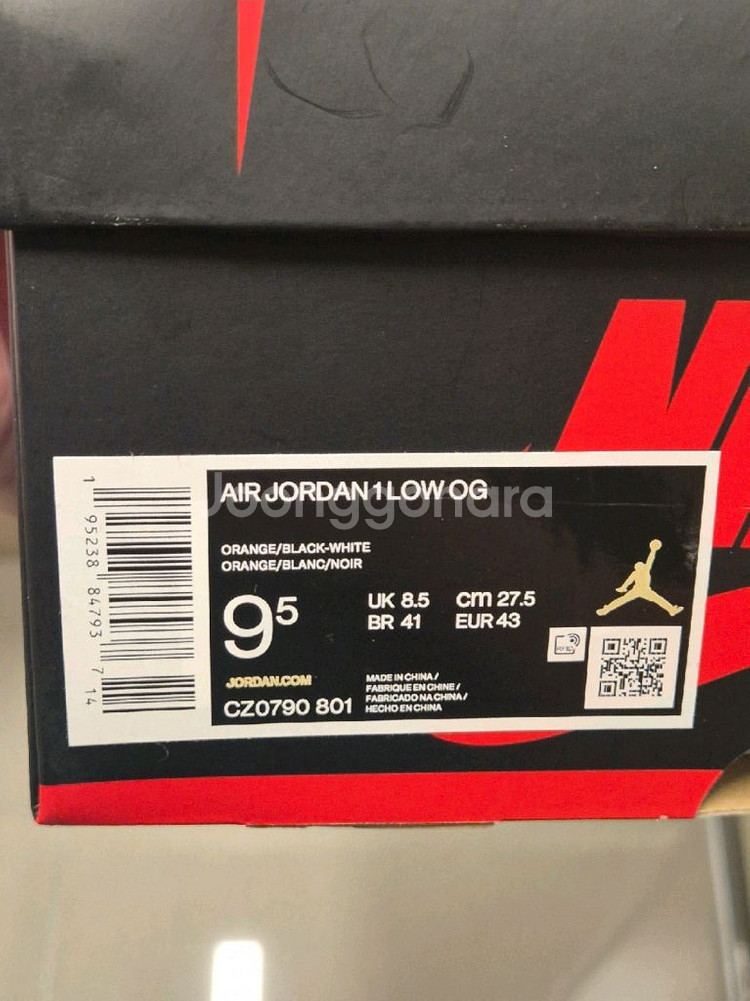 AIR JORDAN 1 LOW OG
Joonggonara
ORANGE/BLACK-WHITE
ORANGE/BLANC/NOIR
9⁵
UK 8.5 cm 27.5
BR 41 EUR 43
JORDAN.COM
CZ0790 801
MADE IN CHINA /
FABRIQUE EN CHINE /
FABRICADO NA CHINA /
HECHO EN CHINA
1 95238 84793 7 14